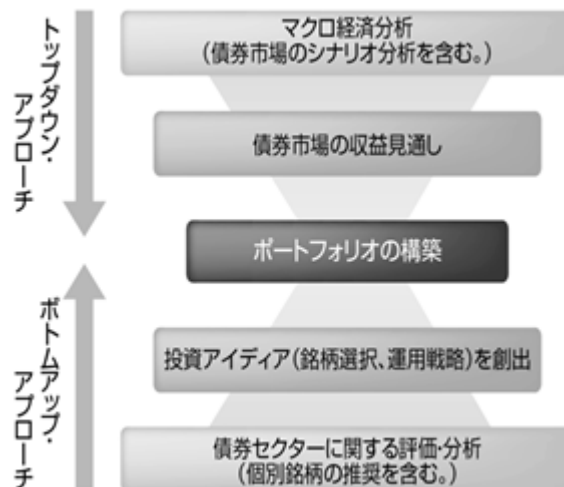 トップダウン・
アプローチ
マクロ経済分析
(債券市場のシナリオ分析を含む。)
債券市場の収益見通し
ポートフォリオの構築
ボトムアップ・
アプローチ
投資アイディア(銘柄選択、運用戦略)を創出
債券セクターに関する評価・分析
(個別銘柄の推奨を含む。)